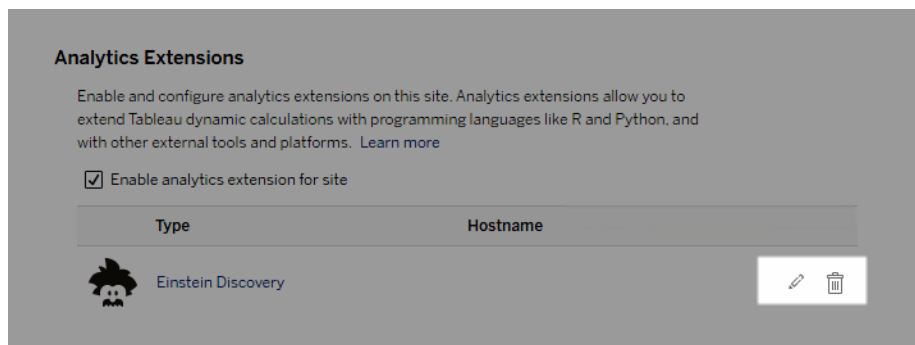 Analytics Extensions
Enable and configure analytics extensions on this site. Analytics extensions allow you to
extend Tableau dynamic calculations with programming languages like R and Python, and
with other external tools and platforms. Learn more
Enable analytics extension for site
Type Hostname
Einstein Discovery